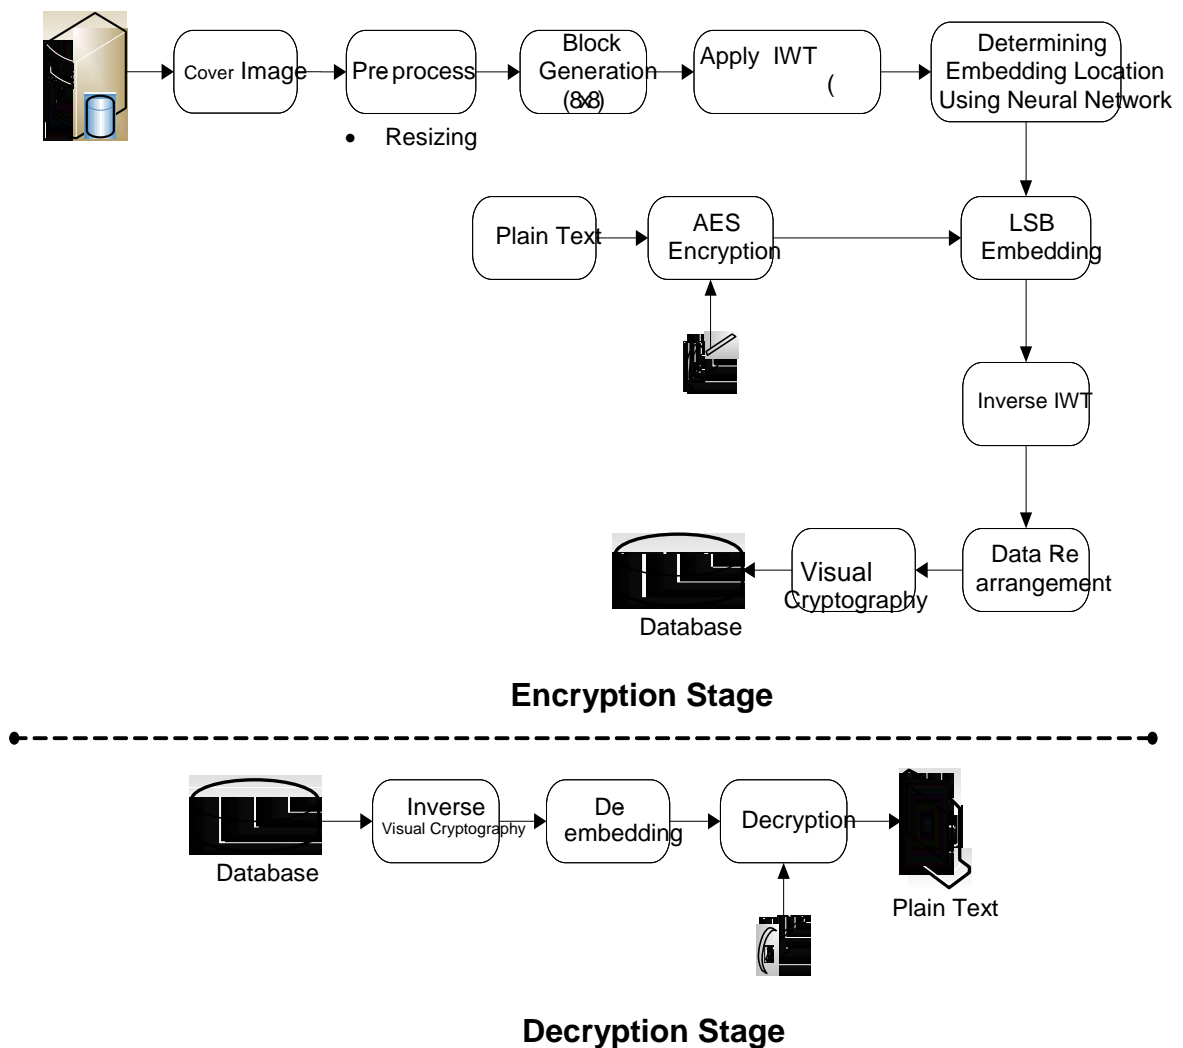 Cover Image
Pre process
Block
Generation
(8x8)
Apply IWT
(
Determining
Embedding Location
Using Neural Network
• Resizing
Plain Text
AES
Encryption
LSB
Embedding
Inverse IWT
Data Re-
arrangement
Visual
Cryptography
Database
Encryption Stage
Database
Inverse
Visual Cryptography
De
embedding
Decryption
Plain Text
Decryption Stage